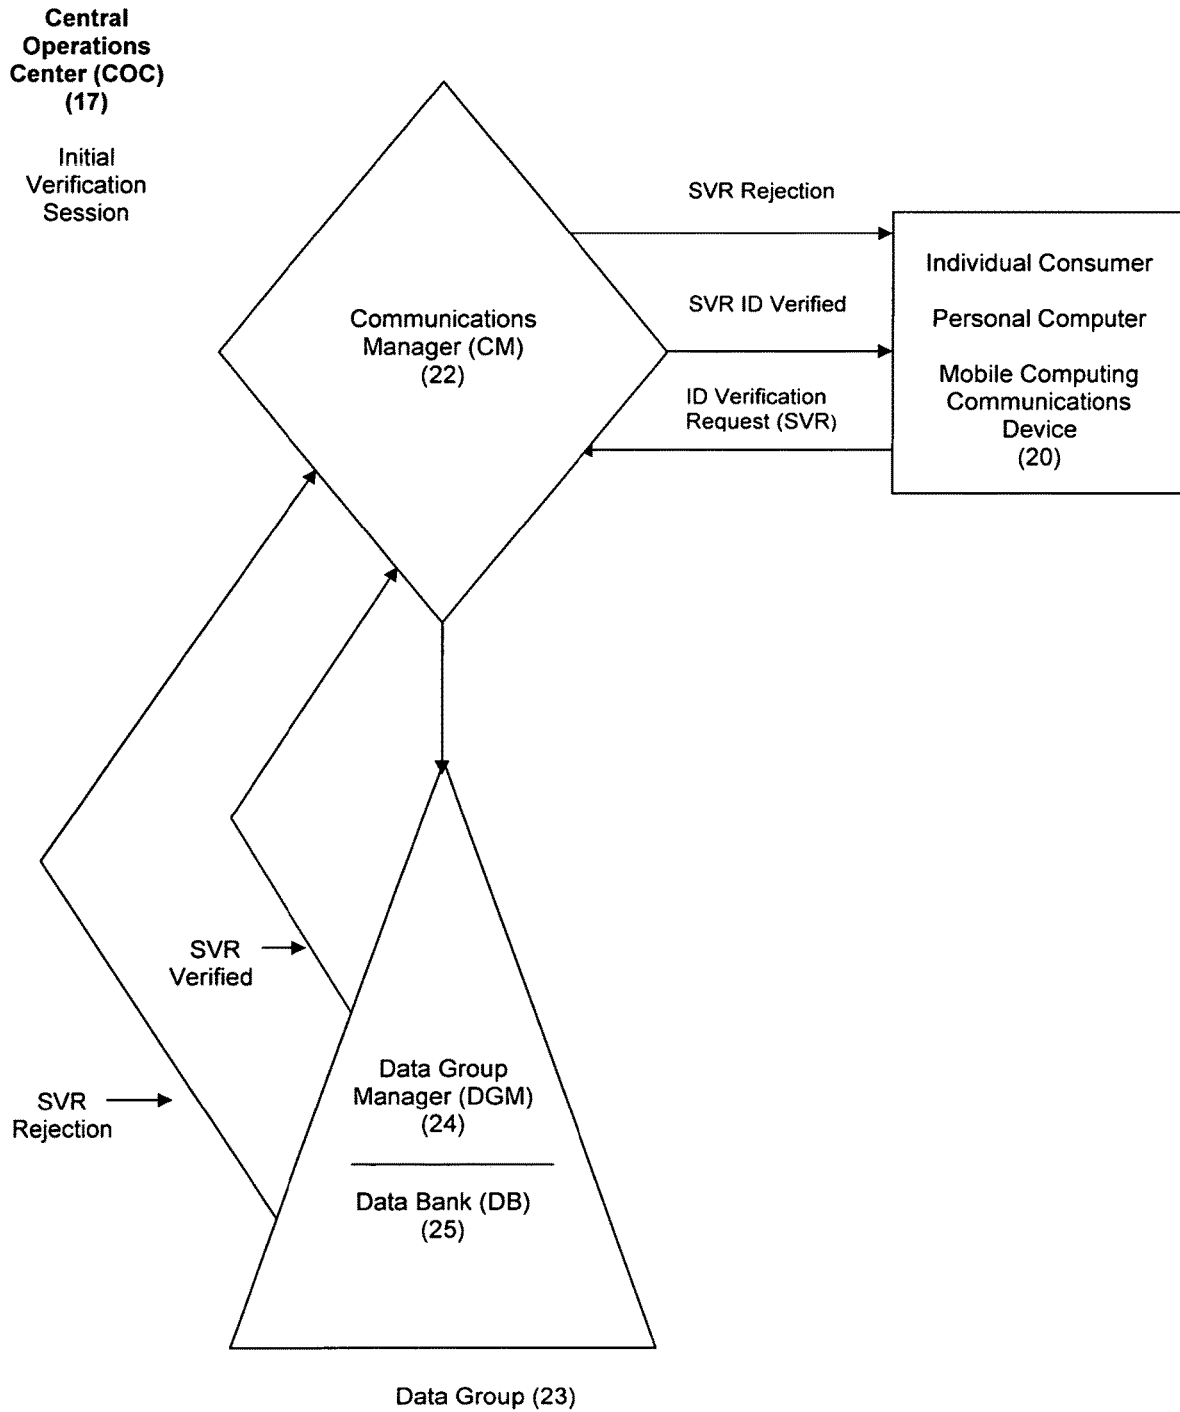 Central
Operations
Center (COC)
(17)
Initial
Verification
Session
SVR Rejection
SVR ID Verified
ID Verification
Request (SVR)
Individual Consumer
Personal Computer
Mobile Computing
Communications
Device
(20)
Communications
Manager (CM)
(22)
SVR
Verified
SVR
Rejection
Data Group
Manager (DGM)
(24)
Data Bank (DB)
(25)
Data Group (23)